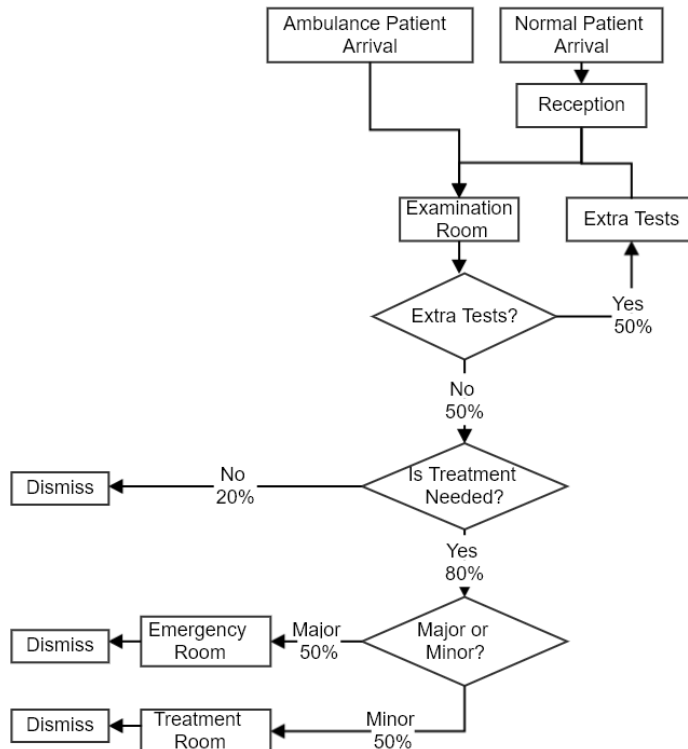 Ambulance Patient
Arrival
Normal Patient
Arrival
Reception
Examination
Room
Extra Tests
Extra Tests?
Yes
50%
No
50%
Is Treatment
Needed?
No
20%
Dismiss
Yes
80%
Major or
Minor?
Major
50%
Emergency
Room
Dismiss
Minor
50%
Treatment
Room
Dismiss